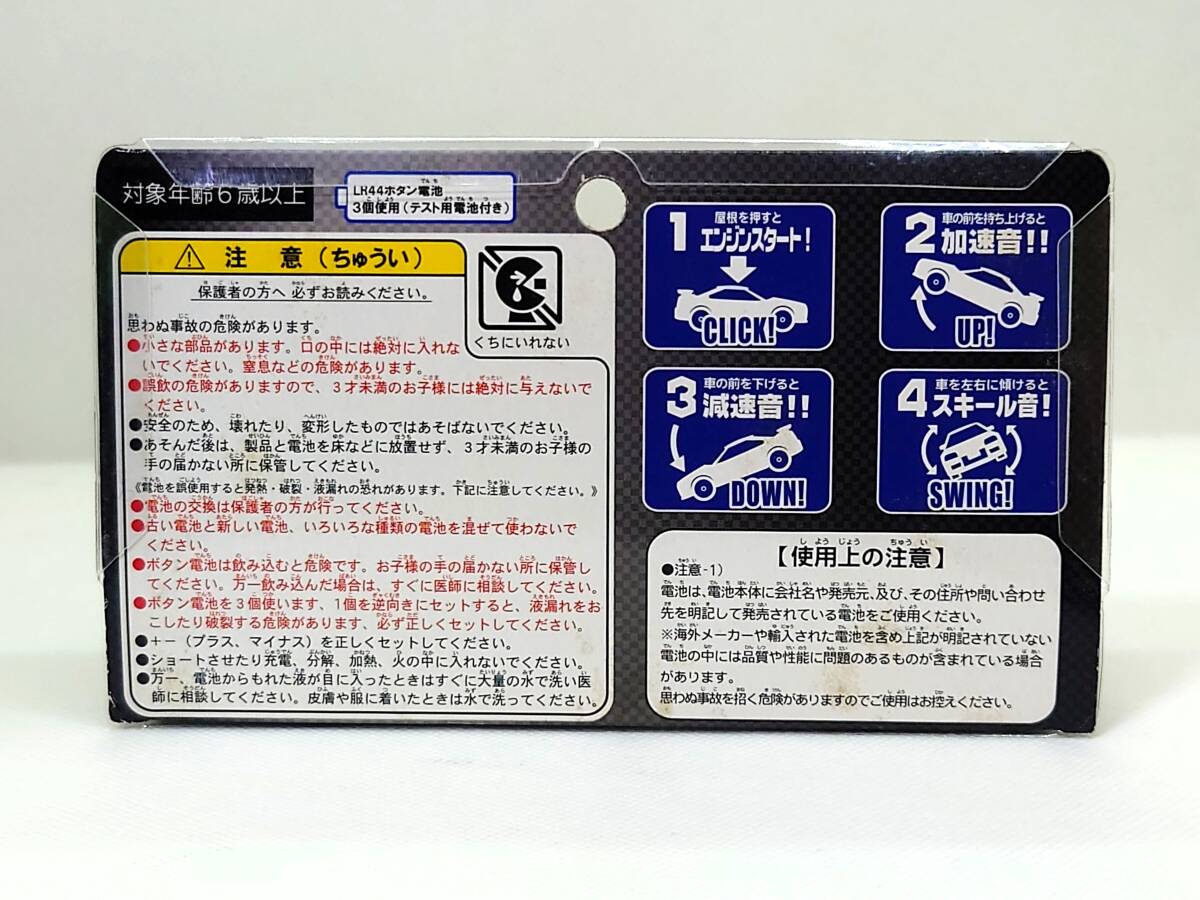 対象年齢6歳以上
LR44ボタン電池
3個使用(テスト用電池付き)
⚠ 注 意(ちゅうい)
保護者の方へ 必ずお読みください。
くちにいれない
思わぬ事故の危険があります。
●小さな部品があります。口の中には絶対に入れな
いでください。窒息などの危険があります。
●誤飲の危険がありますので、3才未満のお子様には絶対に与えないで
ください。
●安全のため、壊れたり、変形したものではあそばないでください。
●あそんだ後は、製品と電池を床などに放置せず、3才未満のお子様の
手の届かない所に保管してください。
《電池を誤使用すると発熱・破裂・液漏れの恐れがあります。下記に注意してください。》
●電池の交換は保護者の方が行ってください。
●古い電池と新しい電池、いろいろな種類の電池を混ぜて使わないで
ください。
●ボタン電池は飲み込むと危険です。お子様の手の届かない所に保管し
てください。万一飲み込んだ場合は、すぐに医師に相談してください。
●ボタン電池を3個使います、1個を逆向きにセットすると、液漏れをお
こしたり破裂する危険があります、必ず正しくセットしてください。
●+−(プラス、マイナス)を正しくセットしてください。
●ショートさせたり充電、分解、加熱、火の中に入れないでください。
●万一、電池からもれた液が目に入ったときはすぐに大量の水で洗い医
師に相談してください。皮膚や服に着いたときは水で洗ってください。
1 屋根を押すと
エンジンスタート!
CLICK!
2 車の前を持ち上げると
加速音!!
UP!
3 車の前を下げると
減速音!!
DOWN!
4 車を左右に傾けると
スキール音!
SWING!
【使用上の注意】
●注意-1)
電池は、電池本体に会社名や発売元、及び、その住所や問い合わせ
先を明記して発売されている電池をご使用ください。
※海外メーカーや輸入された電池を含め上記が明記されていない
電池の中には品質や性能に問題のあるものが含まれている場合
があります。
思わぬ事故を招く危険がありますのでご使用はお控えください。